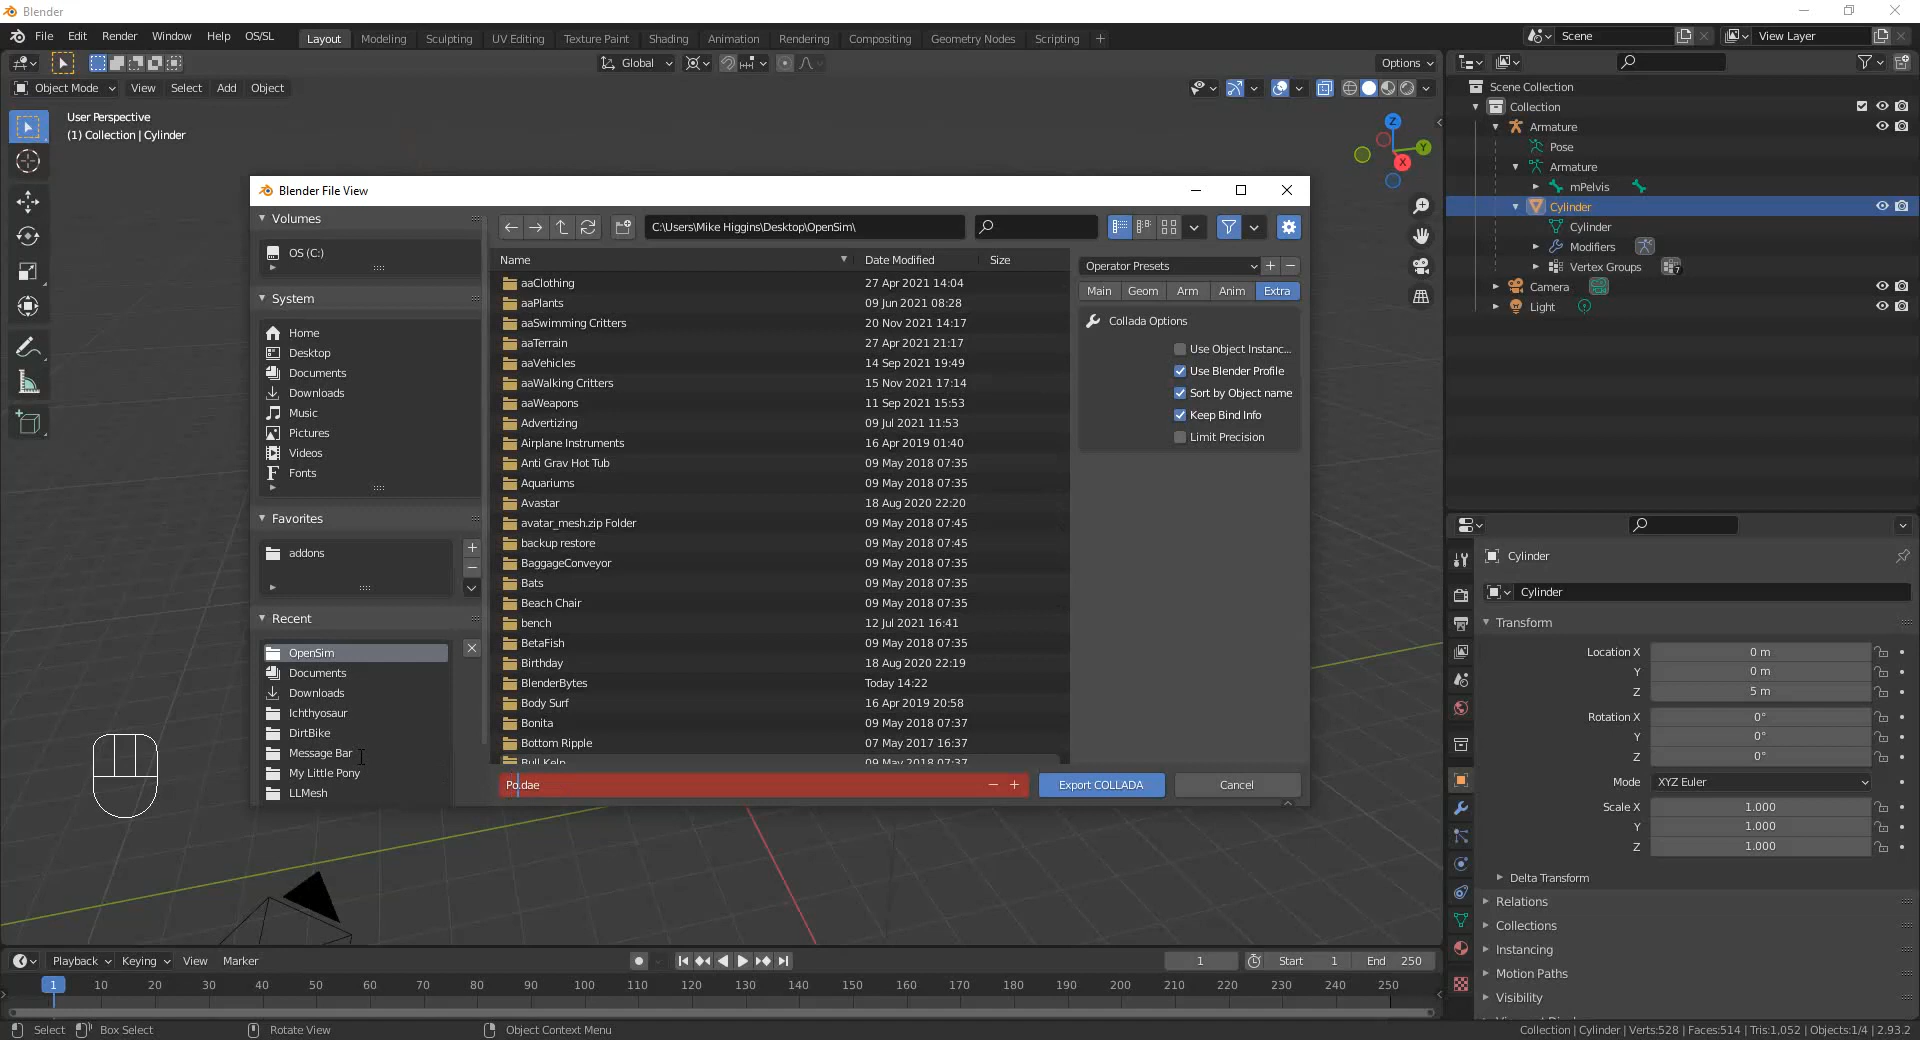 Blender
File Edit Render Window Help OS/SL
Layout Modeling Sculpting UV Editing Texture Paint Shading Animation Rendering Compositing Geometry Nodes Scripting +
Scene View Layer
Global Options
Object Mode View Select Add Object
User Perspective
(1) Collection | Cylinder
Z
Y
X
Scene Collection
Collection
Armature
Pose
Armature
mPelvis
Cylinder
Cylinder
Modifiers
Vertex Groups 7
Camera
Light
Blender File View
Volumes
OS (C:)
System
Home
Desktop
Documents
Downloads
Music
Pictures
Videos
Fonts
Favorites
addons
Recent
OpenSim
Documents
Downloads
Ichthyosaur
DirtBike
Message Bar
My Little Pony
LLMesh
C:\Users\Mike Higgins\Desktop\OpenSim\
Name Date Modified Size
aaClothing 27 Apr 2021 14:04
aaPlants 09 Jun 2021 08:28
aaSwimming Critters 20 Nov 2021 14:17
aaTerrain 27 Apr 2021 21:17
aaVehicles 14 Sep 2021 19:49
aaWalking Critters 15 Nov 2021 17:14
aaWeapons 11 Sep 2021 15:53
Advertizing 09 Jul 2021 11:53
Airplane Instruments 16 Apr 2019 01:40
Anti Grav Hot Tub 09 May 2018 07:35
Aquariums 09 May 2018 07:35
Avastar 18 Aug 2020 22:20
avatar_mesh.zip Folder 09 May 2018 07:45
backup restore 09 May 2018 07:45
BaggageConveyor 09 May 2018 07:35
Bats 09 May 2018 07:35
Beach Chair 09 May 2018 07:35
bench 12 Jul 2021 16:41
BetaFish 09 May 2018 07:35
Birthday 18 Aug 2020 22:19
BlenderBytes Today 14:22
Body Surf 16 Apr 2019 20:58
Bonita 09 May 2018 07:37
Bottom Ripple 07 May 2017 16:37
Bull Kelp 09 May 2018 07:37
Po.dae
Export COLLADA Cancel
Operator Presets
Main Geom Arm Anim Extra
Collada Options
Use Object Instanc...
Use Blender Profile
Sort by Object name
Keep Bind Info
Limit Precision
Cylinder
Cylinder
Transform
Location X 0 m
Y 0 m
Z 5 m
Rotation X 0°
Y 0°
Z 0°
Mode XYZ Euler
Scale X 1.000
Y 1.000
Z 1.000
Delta Transform
Relations
Collections
Instancing
Motion Paths
Visibility
Playback Keying View Marker
1 Start 1 End 250
1 10 20 30 40 50 60 70 80 90 100 110 120 130 140 150 160 170 180 190 200 210 220 230 240 250
Select Box Select Rotate View Object Context Menu
Collection | Cylinder | Verts:528 | Faces:514 | Tris:1,052 | Objects:1/4 | 2.93.2